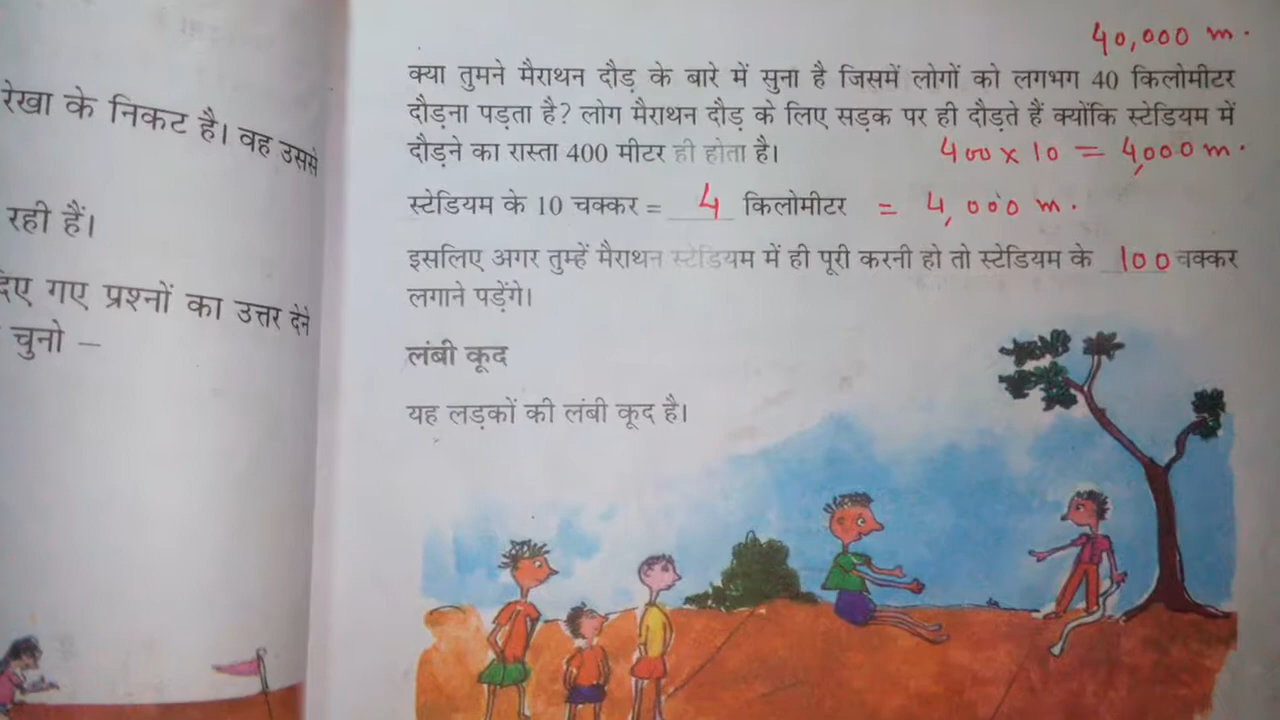 रेखा के निकट है। वह उससे
रही हैं।
दिए गए प्रश्नों का उत्तर देने
चुनो –
40,000 m.
क्या तुमने मैराथन दौड़ के बारे में सुना है जिसमें लोगों को लगभग 40 किलोमीटर
दौड़ना पड़ता है? लोग मैराथन दौड़ के लिए सड़क पर ही दौड़ते हैं क्योंकि स्टेडियम में
दौड़ने का रास्ता 400 मीटर ही होता है। 400 x 10 = 4,000 m.
स्टेडियम के 10 चक्कर = 4 किलोमीटर = 4,000 m.
इसलिए अगर तुम्हें मैराथन स्टेडियम में ही पूरी करनी हो तो स्टेडियम के 100 चक्कर
लगाने पड़ेंगे।
लंबी कूद
यह लड़कों की लंबी कूद है।